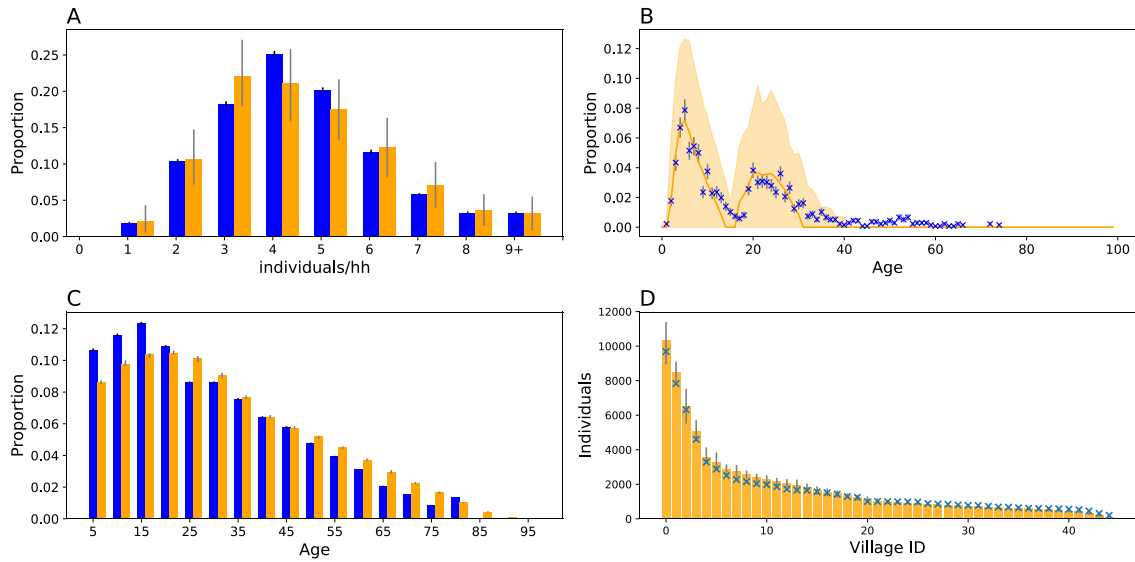 A
0.25
0.20
0.15
0.10
0.05
0.00
Proportion
0 1 2 3 4 5 6 7 8 9+
individuals/hh
B
0.12
0.10
0.08
0.06
0.04
0.02
0.00
Proportion
0 20 40 60 80 100
Age
C
0.12
0.10
0.08
0.06
0.04
0.02
0.00
Proportion
5 15 25 35 45 55 65 75 85 95
Age
D
12000
10000
8000
6000
4000
2000
0
Individuals
0 10 20 30 40
Village ID